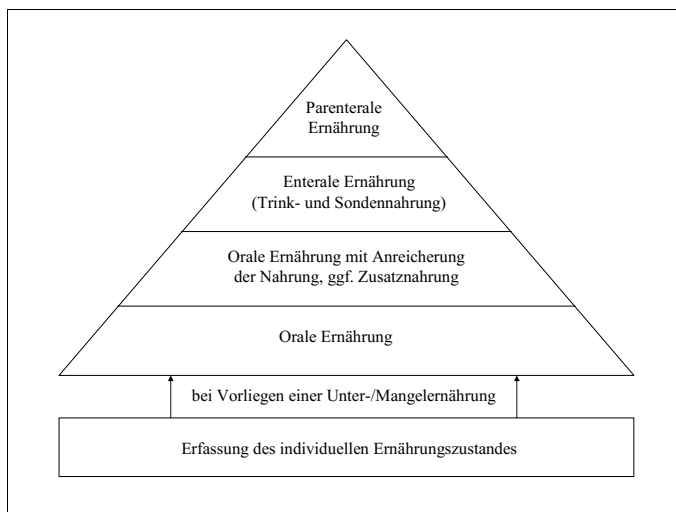 Parenterale
Ernährung
Enterale Ernährung
(Trink- und Sondennahrung)
Orale Ernährung mit Anreicherung
der Nahrung, ggf. Zusatznahrung
Orale Ernährung
bei Vorliegen einer Unter-/Mangelernährung
Erfassung des individuellen Ernährungszustandes